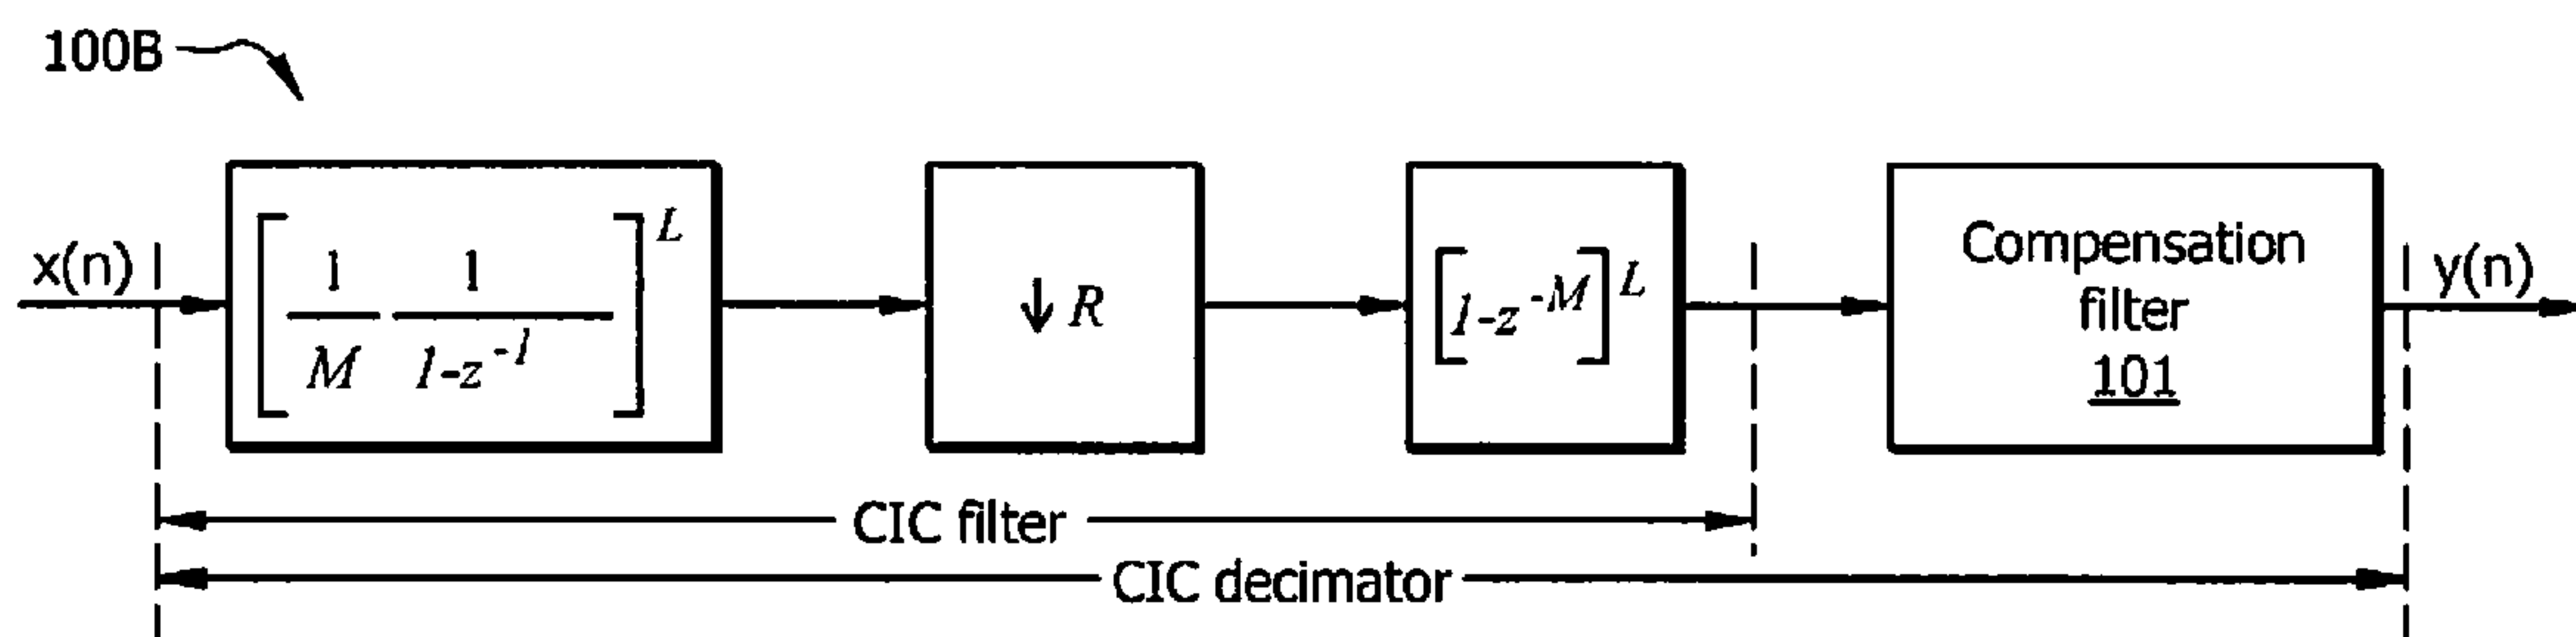 100B
x(n)
[ 1/M 1/1-z^-1 ]^L
↓ R
[1-z^-M]^L
Compensation
filter
101
y(n)
CIC filter
CIC decimator